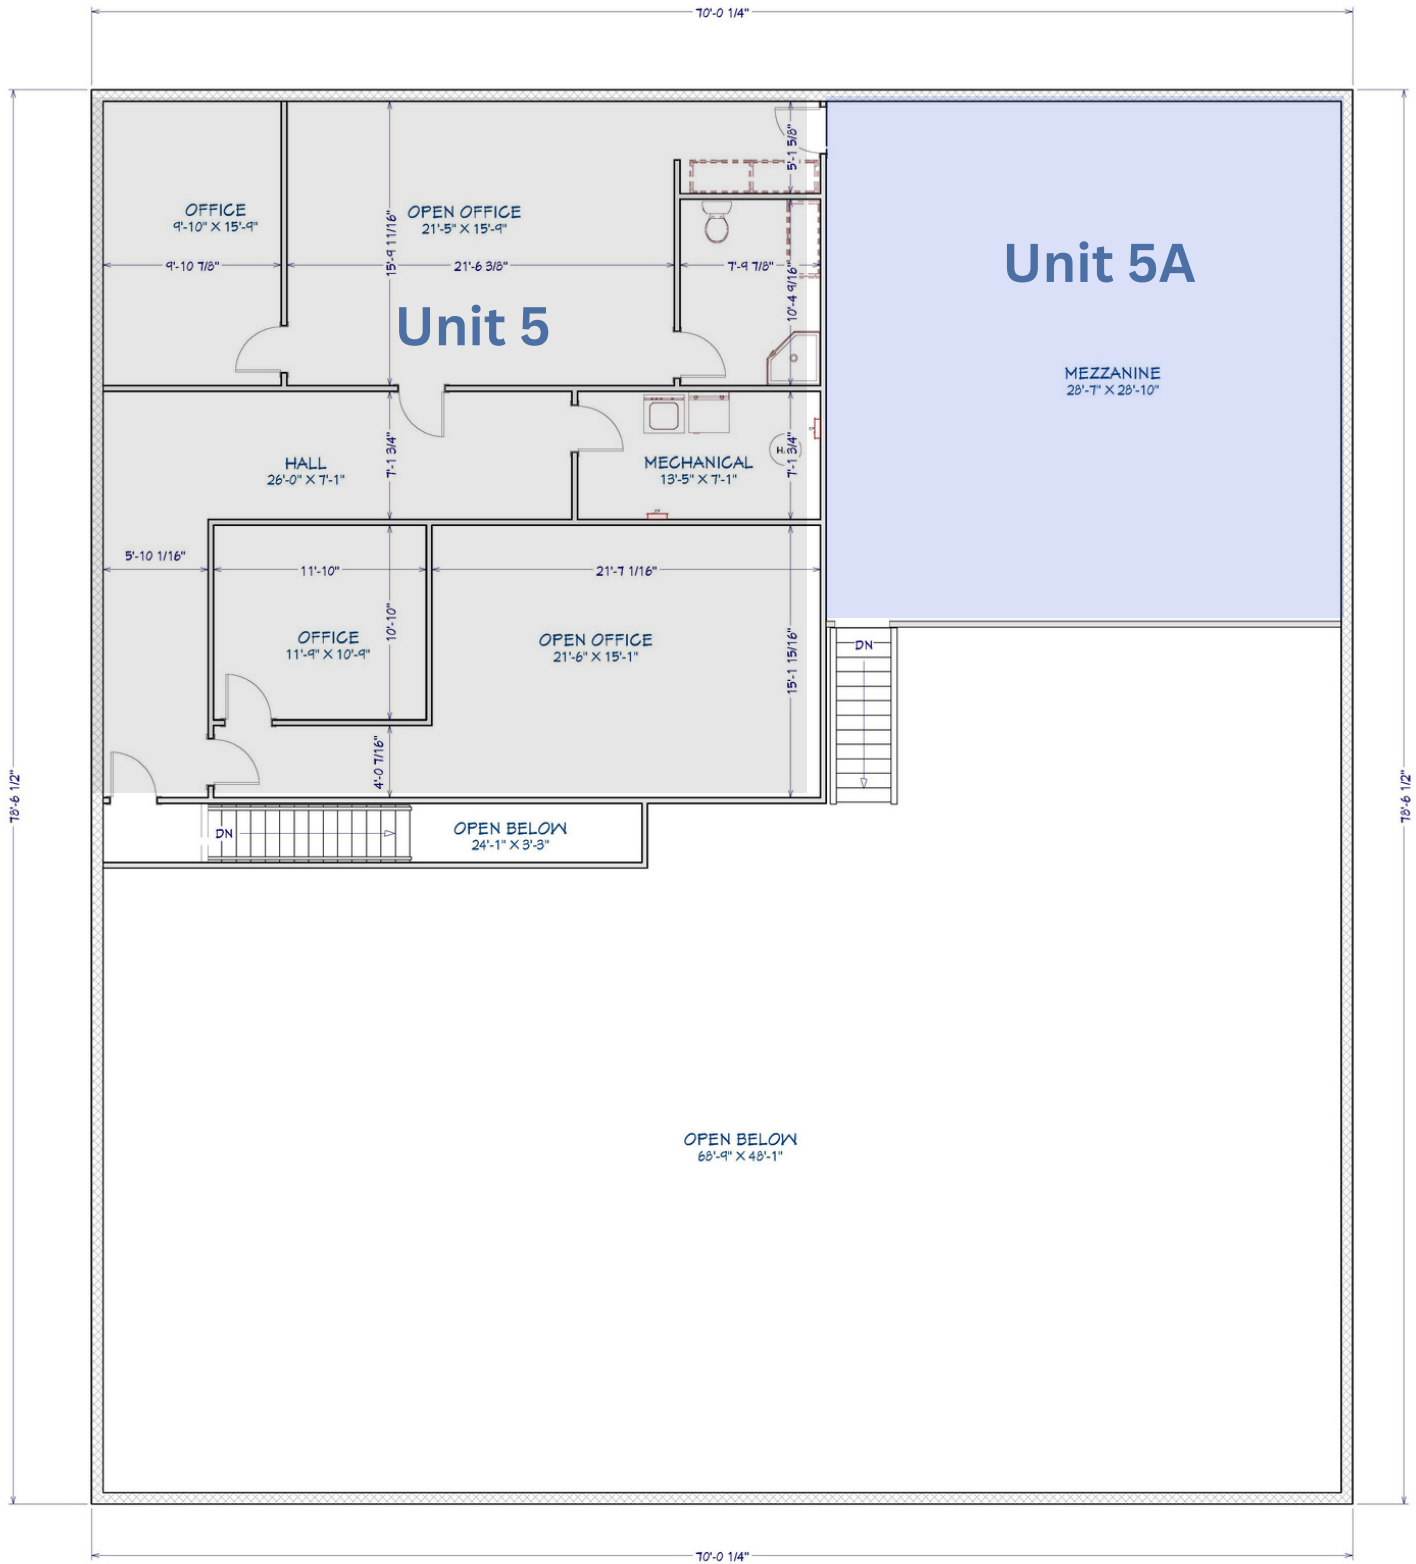 70'-0 1/4"
5'-1 5/8"
OFFICE
9'-10" X 15'-9"
OPEN OFFICE
21'-5" X 15'-9"
15'-9 11/16"
9'-10 7/8"
21'-6 3/8"
7'-9 7/8"
10'-4 9/16"
Unit 5
Unit 5A
MEZZANINE
28'-7" X 28'-10"
HALL
26'-0" X 7'-1"
7'-1 3/4"
MECHANICAL
13'-5" X 7'-1"
7'-1 3/4"
5'-10 1/16"
11'-10"
21'-7 1/16"
OFFICE
11'-9" X 10'-9"
10'-10"
OPEN OFFICE
21'-6" X 15'-1"
15'-1 15/16"
DN
4'-0 7/16"
78'-6 1/2"
78'-6 1/2"
DN
OPEN BELOW
24'-1" X 3'-3"
OPEN BELOW
68'-9" X 48'-1"
70'-0 1/4"